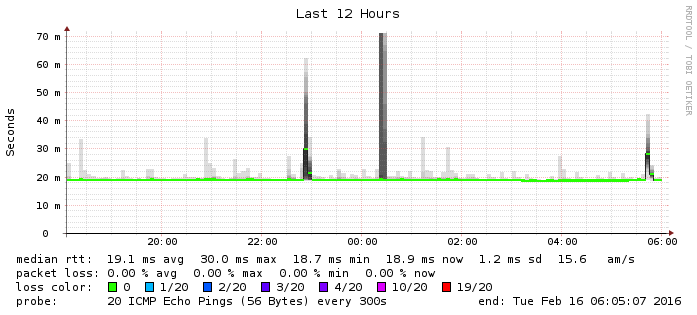 Last 12 Hours
RRDTOOL / TOBI OETIKER
Seconds
70 m
60 m
50 m
40 m
30 m
20 m
10 m
0
20:00 22:00 00:00 02:00 04:00 06:00
median rtt: 19.1 ms avg 30.0 ms max 18.7 ms min 18.9 ms now 1.2 ms sd 15.6 am/s
packet loss: 0.00 % avg 0.00 % max 0.00 % min 0.00 % now
loss color: 0 1/20 2/20 3/20 4/20 10/20 19/20
probe: 20 ICMP Echo Pings (56 Bytes) every 300s end: Tue Feb 16 06:05:07 2016